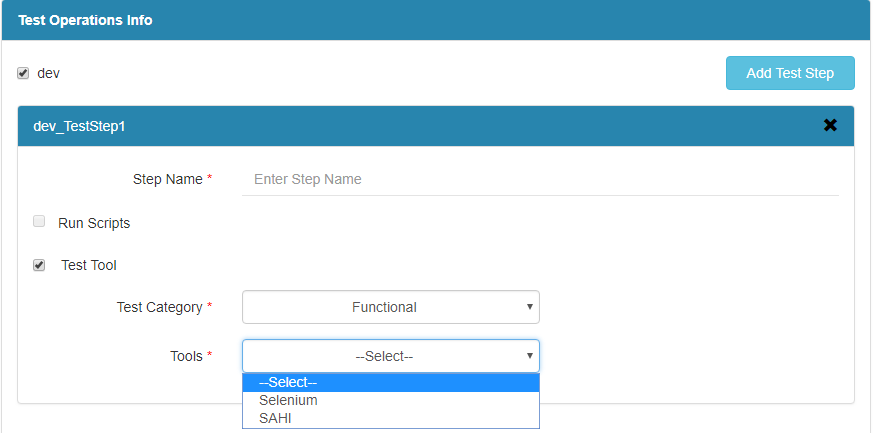 Test Operations Info
dev
Add Test Step
dev_TestStep1
Step Name *
Enter Step Name
Run Scripts
Test Tool
Test Category *
Functional
Tools *
--Select--
--Select--
Selenium
SAHI